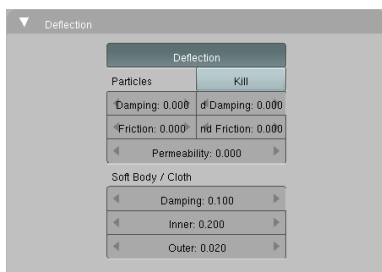 Deflection
Deflection
Particles Kill
Damping: 0.000 d Damping: 0.000
Friction: 0.000 nd Friction: 0.000
Permeability: 0.000
Soft Body / Cloth
Damping: 0.100
Inner: 0.200
Outer: 0.020